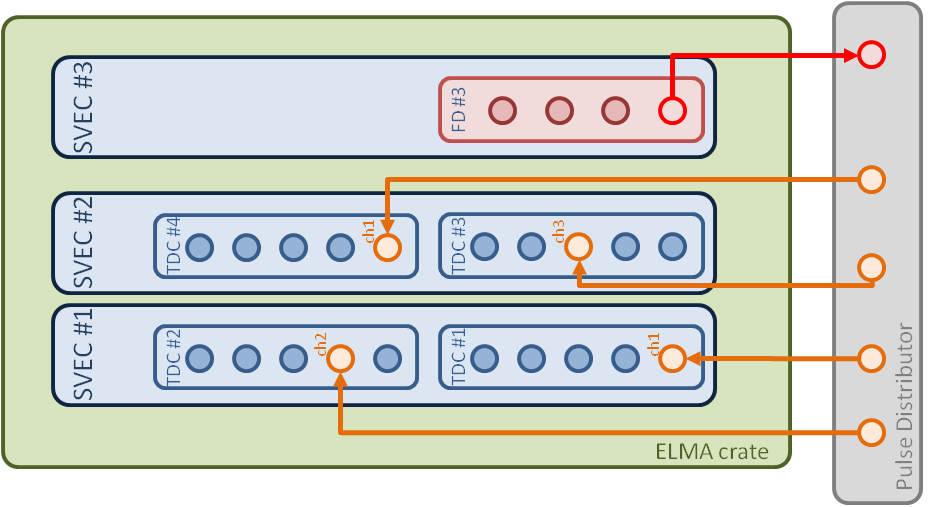 SVEC #3
FD #3
SVEC #2
TDC #4
ch1
TDC #3
ch3
SVEC #1
TDC #2
ch2
TDC #1
ch1
ELMA crate
Pulse Distributor